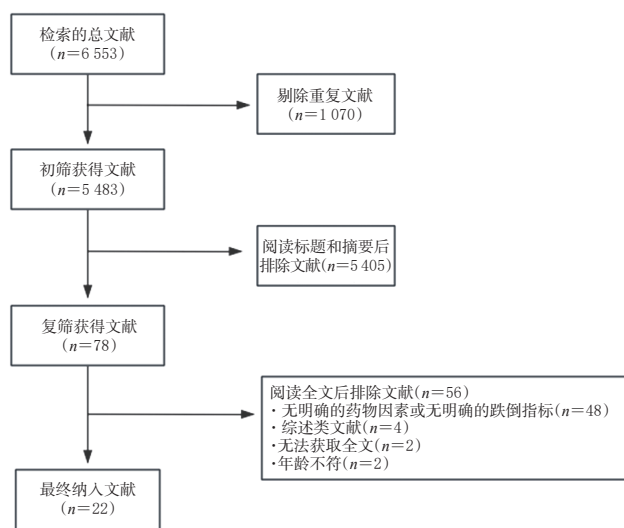 检索的总文献
(n=6 553)
剔除重复文献
(n=1 070)
初筛获得文献
(n=5 483)
阅读标题和摘要后
排除文献(n=5 405)
复筛获得文献
(n=78)
阅读全文后排除文献(n=56)
·无明确的药物因素或无明确的跌倒指标(n=48)
·综述类文献(n=4)
·无法获取全文(n=2)
·年龄不符(n=2)
最终纳入文献
(n=22)